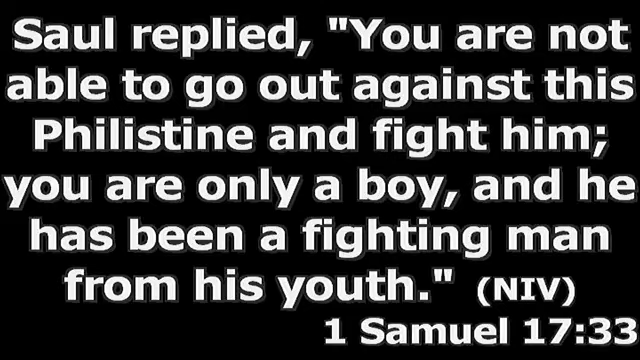 Saul replied, "You are not
able to go out against this
Philistine and fight him;
you are only a boy, and he
has been a fighting man
from his youth." (NIV)
1 Samuel 17:33